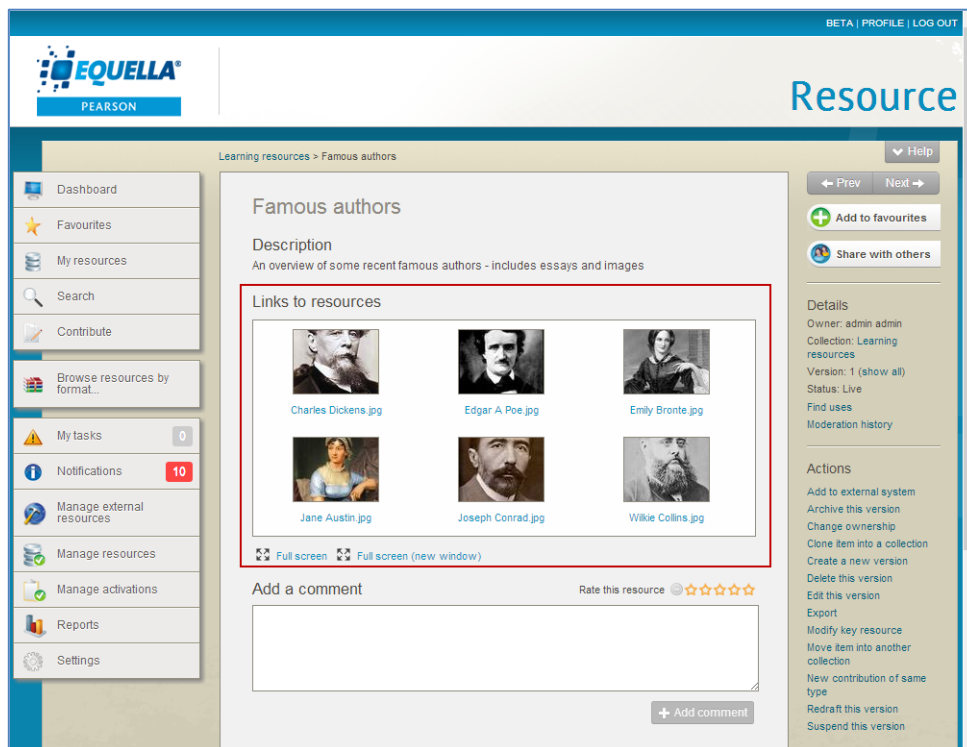 BETA | PROFILE | LOG OUT
EQUELLA®
PEARSON
Resource
Learning resources > Famous authors
Help
Dashboard
Favourites
My resources
Search
Contribute
Browse resources by
format...
My tasks 0
Notifications 10
Manage external
resources
Manage resources
Manage activations
Reports
Settings
Famous authors
Description
An overview of some recent famous authors - includes essays and images
Links to resources
Charles Dickens.jpg Edgar A Poe.jpg Emily Bronte.jpg
Jane Austin.jpg Joseph Conrad.jpg Wilkie Collins.jpg
Full screen Full screen (new window)
Add a comment
Rate this resource
Add comment
Prev Next
Add to favourites
Share with others
Details
Owner: admin admin
Collection: Learning
resources
Version: 1 (show all)
Status: Live
Find uses
Moderation history
Actions
Add to external system
Archive this version
Change ownership
Clone item into a collection
Create a new version
Delete this version
Edit this version
Export
Modify key resource
Move item into another
collection
New contribution of same
type
Redraft this version
Suspend this version